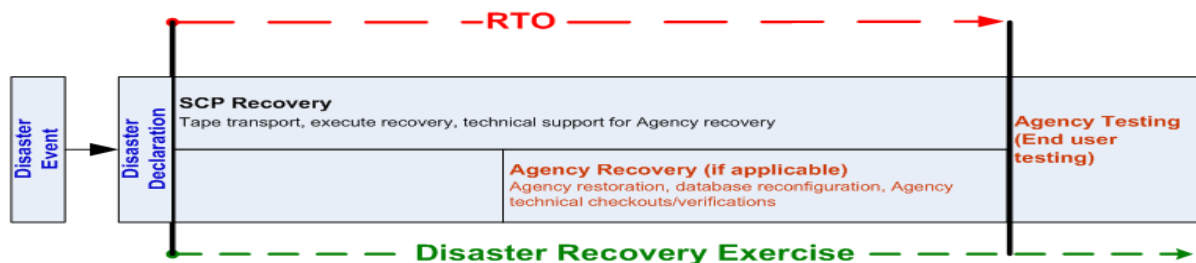 RTO
Disaster
Event
Disaster
Declaration
SCP Recovery
Tape transport, execute recovery, technical support for Agency recovery
Agency Recovery (if applicable)
Agency restoration, database reconfiguration, Agency
technical checkouts/verifications
Agency Testing
(End user
testing)
Disaster Recovery Exercise